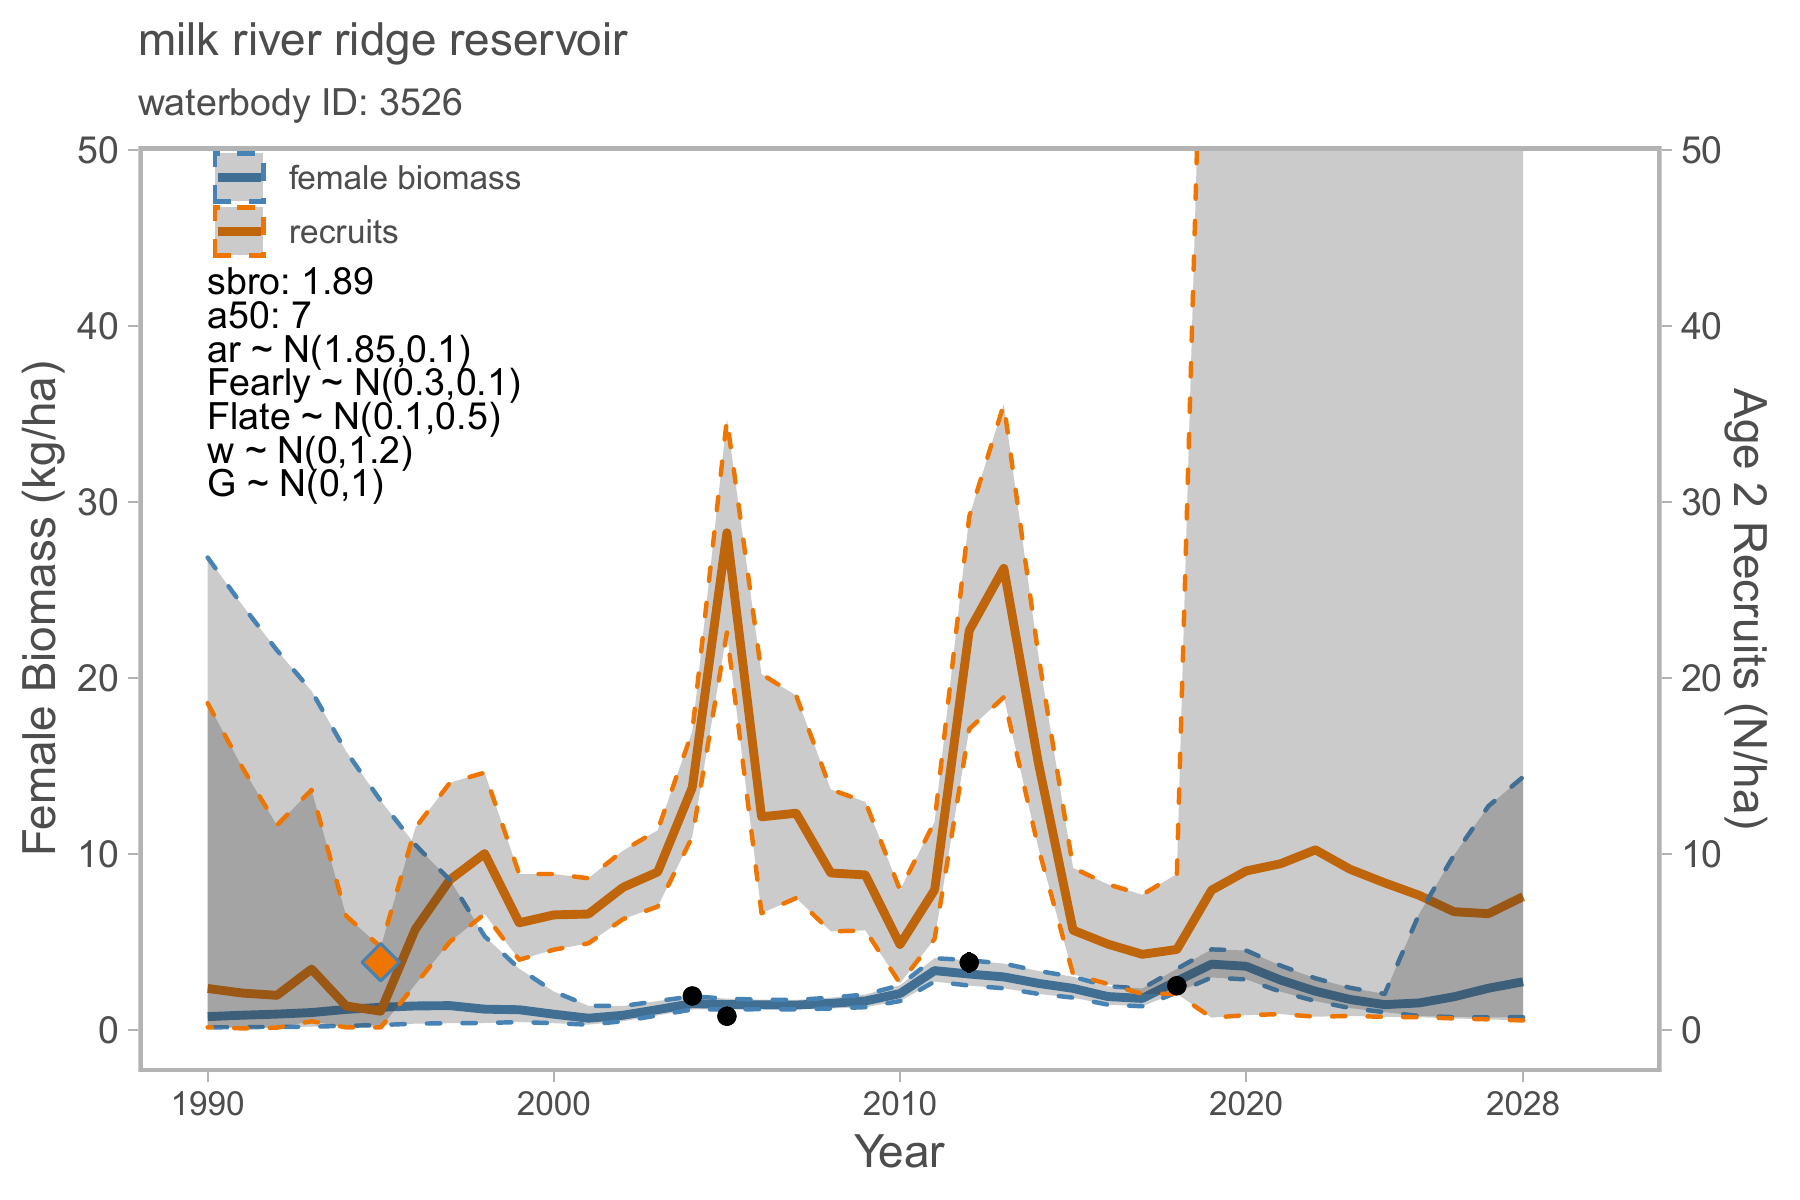 milk river ridge reservoir
waterbody ID: 3526
female biomass
recruits
sbro: 1.89
a50: 7
ar ~ N(1.85,0.1)
Fearly ~ N(0.3,0.1)
Flate ~ N(0.1,0.5)
w ~ N(0,1.2)
G ~ N(0,1)
Female Biomass (kg/ha)
50
40
30
20
10
0
50
40
30
20
10
0
Age 2 Recruits (N/ha)
1990
2000
2010
2020
2028
Year